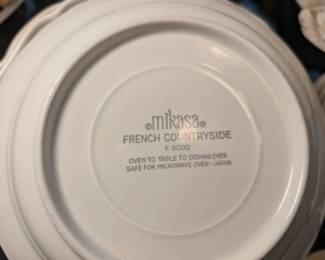 mikasa®
FRENCH COUNTRYSIDE
F 9000
OVEN TO TABLE TO DISHWASHER
SAFE FOR MICROWAVE OVEN-JAPAN